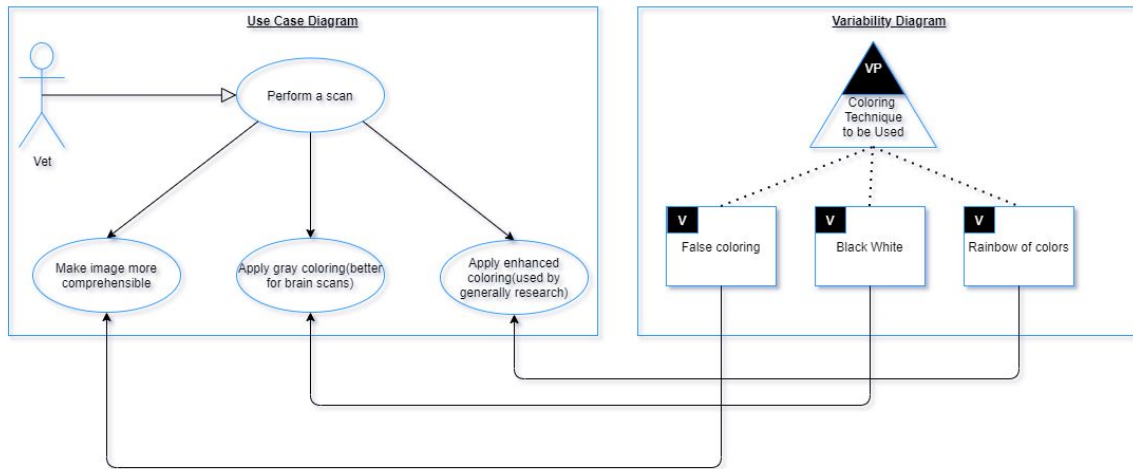 Use Case Diagram
Variability Diagram
Perform a scan
Vet
Make image more
comprehensible
Apply gray coloring(better
for brain scans)
Apply enhanced
coloring(used by
generally research)
VP
Coloring
Technique
to be Used
V
False coloring
V
Black White
V
Rainbow of colors